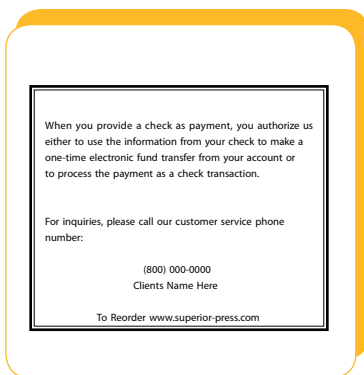 When you provide a check as payment, you authorize us
either to use the information from your check to make a
one-time electronic fund transfer from your account or
to process the payment as a check transaction.
For inquiries, please call our customer service phone
number:
(800) 000-0000
Clients Name Here
To Reorder www.superior-press.com